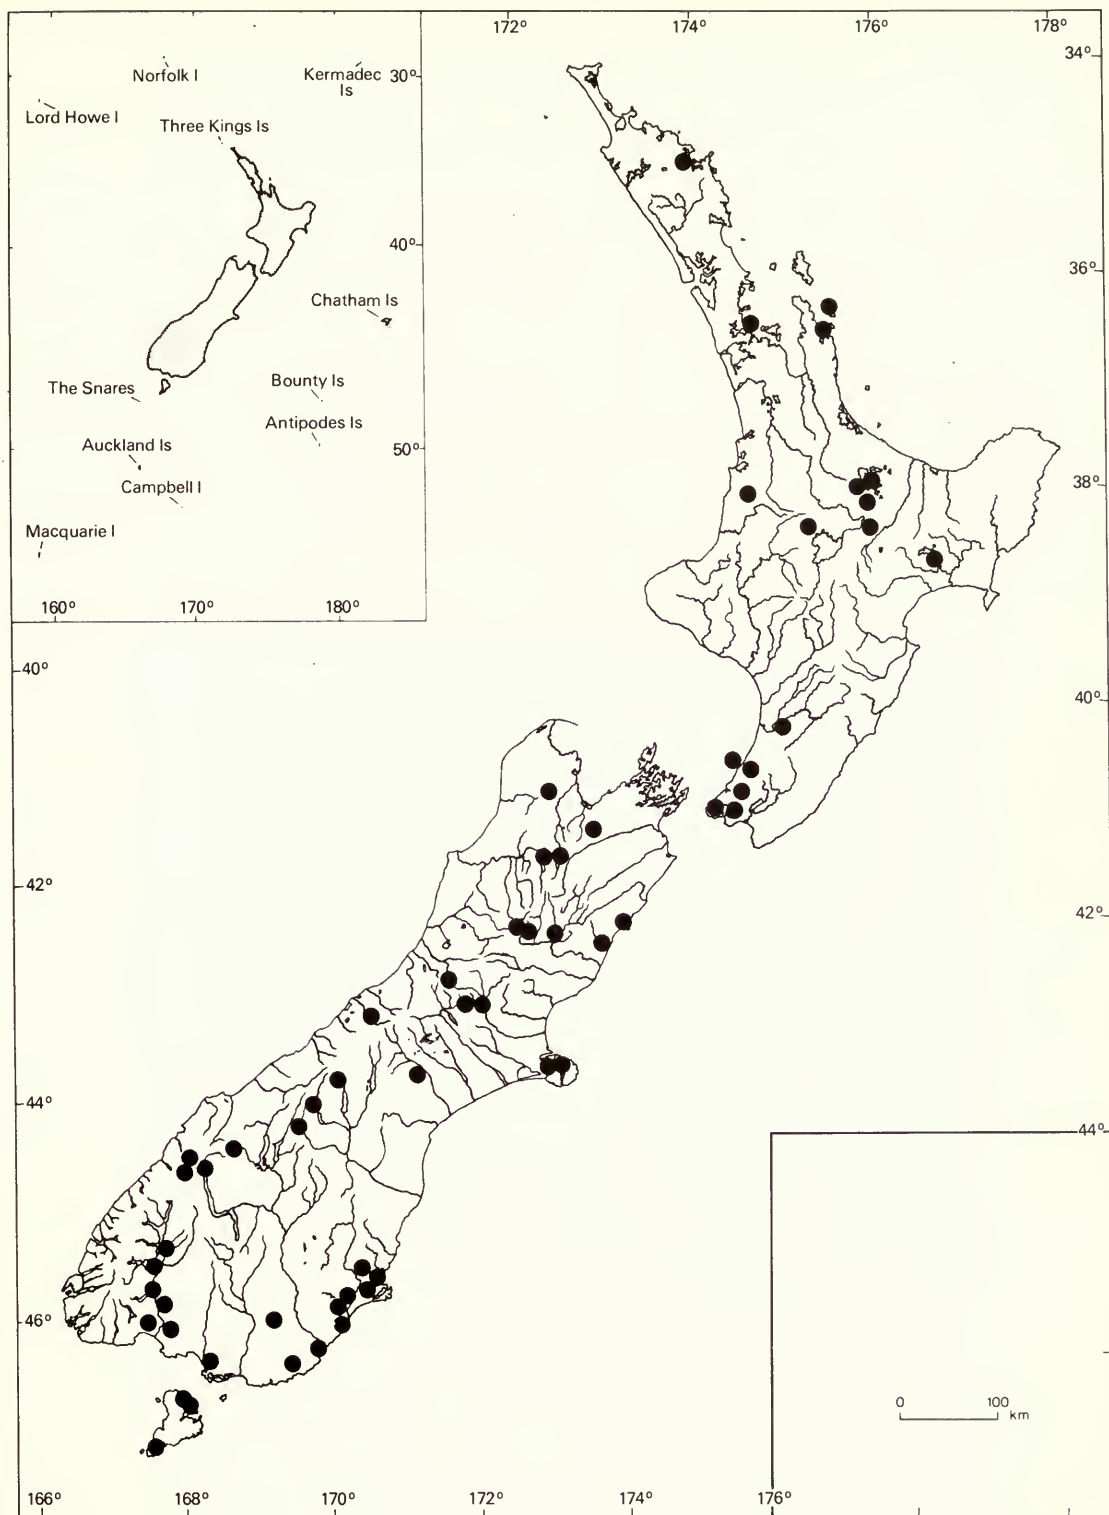 172° 174° 176° 178°
34°
Norfolk I
Kermadec
Is
30°
Lord Howe I
Three Kings Is
40°
36°
Chatham Is
The Snares
Bounty Is
Antipodes Is
Auckland Is
50°
Campbell I
38°
Macquarie I
160° 170° 180°
40°
40°
42°
42°
44°
44°
46°
0 100
km
166° 168° 170° 172° 174° 176°